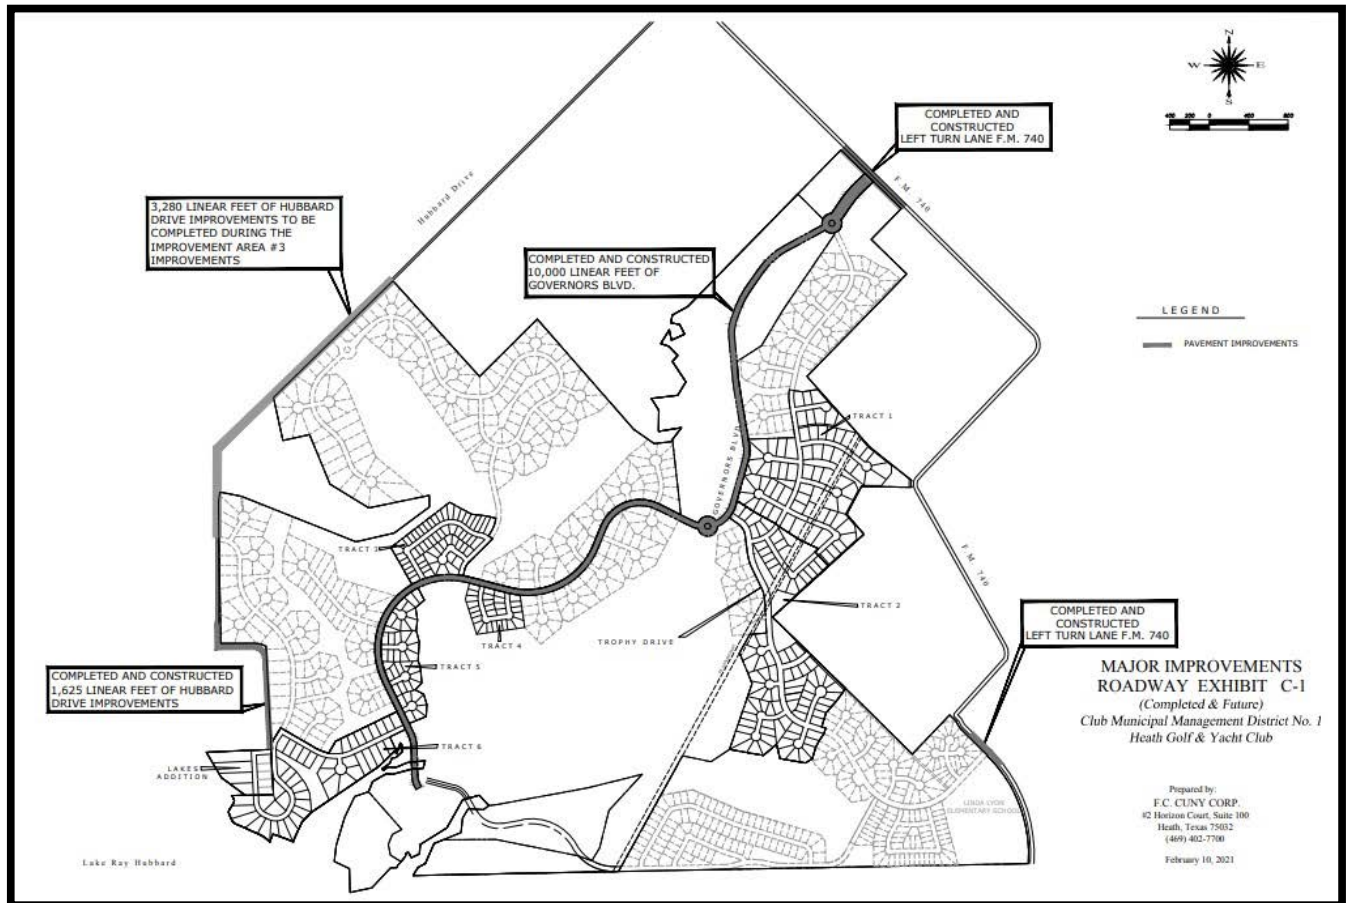 N
W
E
S
400 200 0 400 800
COMPLETED AND
CONSTRUCTED
LEFT TURN LANE F.M. 740
F.M. 740
Hubbard Drive
3,280 LINEAR FEET OF HUBBARD
DRIVE IMPROVEMENTS TO BE
COMPLETED DURING THE
IMPROVEMENT AREA #3
IMPROVEMENTS
COMPLETED AND CONSTRUCTED
10,000 LINEAR FEET OF
GOVERNORS BLVD.
LEGEND
PAVEMENT IMPROVEMENTS
TRACT 1
GOVERNORS BLVD
TRACT 3
F.M. 740
TRACT 2
TROPHY DRIVE
TRACT 4
TRACT 5
COMPLETED AND
CONSTRUCTED
LEFT TURN LANE F.M. 740
COMPLETED AND CONSTRUCTED
1,625 LINEAR FEET OF HUBBARD
DRIVE IMPROVEMENTS
TRACT 6
LAKES
ADDITION
LINDA LYON
ELEMENTARY SCHOOL
MAJOR IMPROVEMENTS
ROADWAY EXHIBIT C-1
(Completed & Future)
Club Municipal Management District No. 1
Heath Golf & Yacht Club
Prepared by:
F.C. CUNY CORP.
#2 Horizon Court, Suite 100
Heath, Texas 75032
(469) 402-7700
February 10, 2021
Lake Ray Hubbard